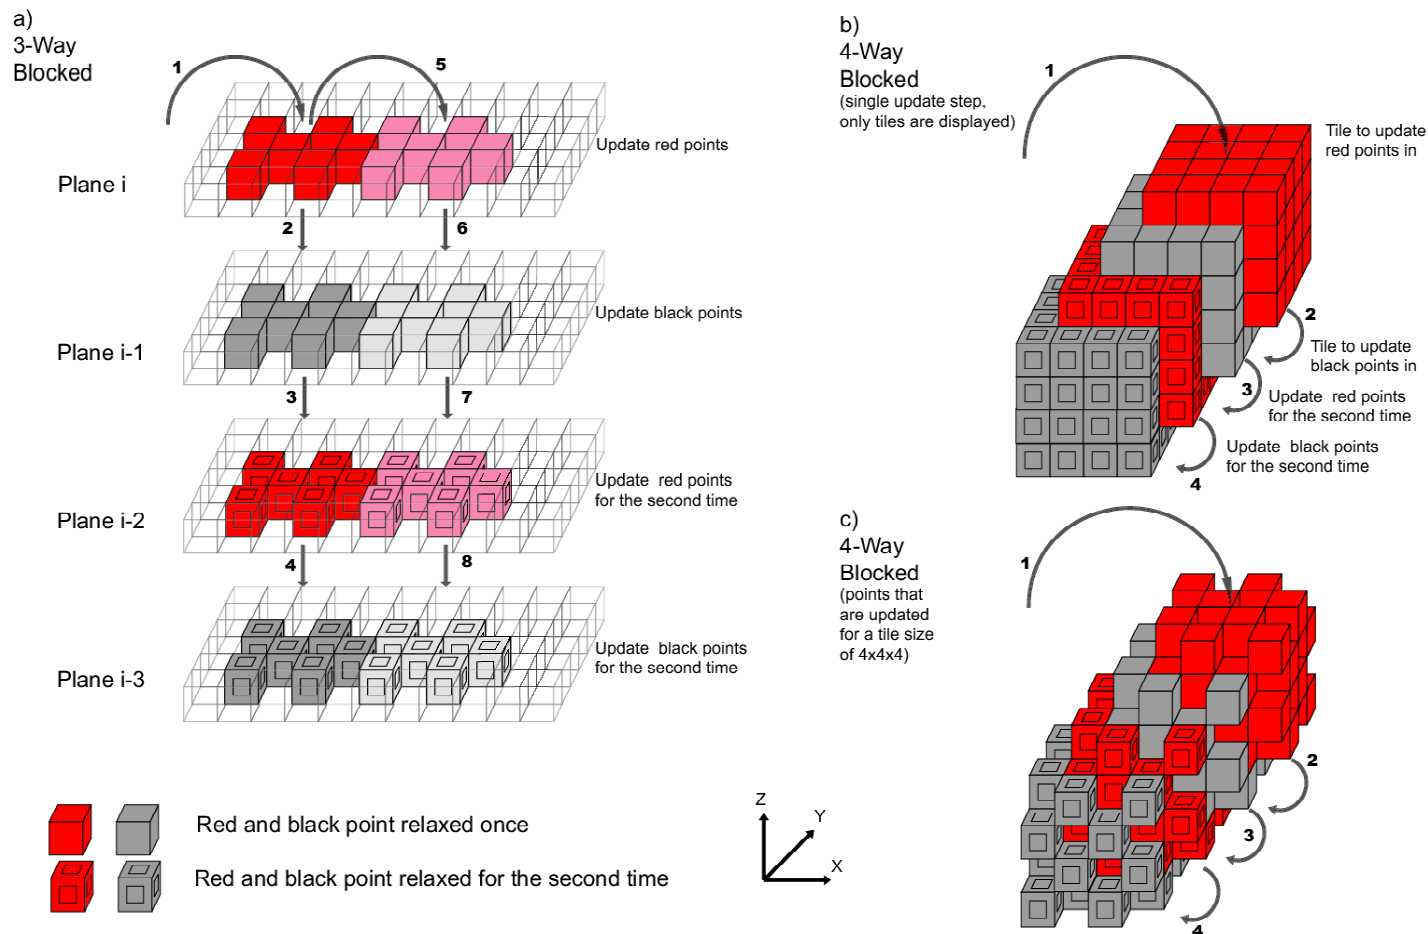 a)
3-Way
Blocked
1
5
Update red points
Plane i
2
6
Update black points
Plane i-1
3
7
Update red points
for the second time
Plane i-2
4
8
Update black points
for the second time
Plane i-3
Red and black point relaxed once
Red and black point relaxed for the second time
Z
Y
X
b)
4-Way
Blocked
(single update step,
only tiles are displayed)
1
Tile to update
red points in
2
Tile to update
black points in
3
Update red points
for the second time
Update black points
for the second time
4
c)
4-Way
Blocked
(points that
are updated
for a tile size
of 4x4x4)
1
2
3
4